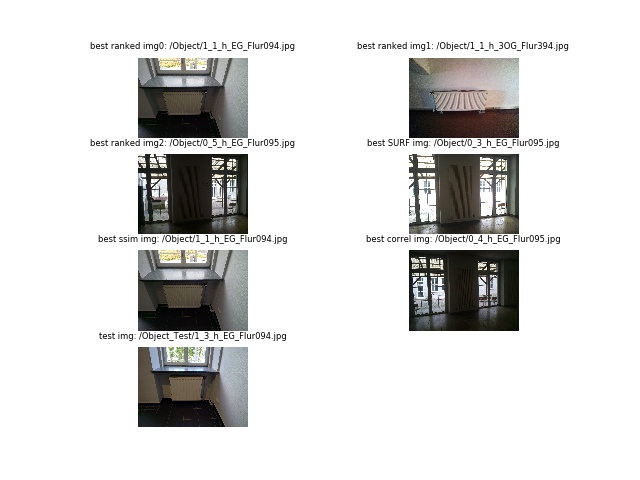 best ranked img0: /Object/1_1_h_EG_Flur094.jpg
best ranked img1: /Object/1_1_h_3OG_Flur394.jpg
best ranked img2: /Object/0_5_h_EG_Flur095.jpg
best SURF img: /Object/0_3_h_EG_Flur095.jpg
best ssim img: /Object/1_1_h_EG_Flur094.jpg
best correl img: /Object/0_4_h_EG_Flur095.jpg
test img: /Object_Test/1_3_h_EG_Flur094.jpg